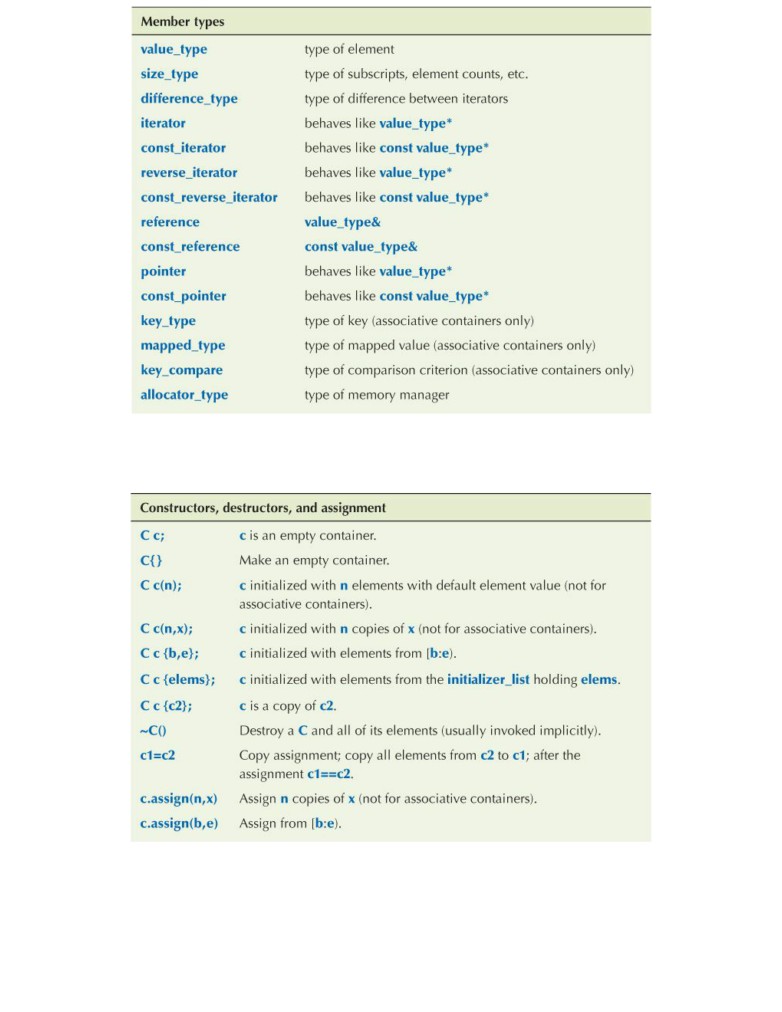 Member types
value_type type of element
size_type type of subscripts, element counts, etc.
difference_type type of difference between iterators
iterator behaves like value_type*
const_iterator behaves like const value_type*
reverse_iterator behaves like value_type*
const_reverse_iterator behaves like const value_type*
reference value_type&
const_reference const value_type&
pointer behaves like value_type*
const_pointer behaves like const value_type*
key_type type of key (associative containers only)
mapped_type type of mapped value (associative containers only)
key_compare type of comparison criterion (associative containers only)
allocator_type type of memory manager
Constructors, destructors, and assignment
C c; c is an empty container.
C{} Make an empty container.
C c(n); c initialized with n elements with default element value (not for
associative containers).
C c(n,x); c initialized with n copies of x (not for associative containers).
C c {b,e}; c initialized with elements from [b:e).
C c {elems}; c initialized with elements from the initializer_list holding elems.
C c {c2}; c is a copy of c2.
~C() Destroy a C and all of its elements (usually invoked implicitly).
c1=c2 Copy assignment; copy all elements from c2 to c1; after the
assignment c1==c2.
c.assign(n,x) Assign n copies of x (not for associative containers).
c.assign(b,e) Assign from [b:e).